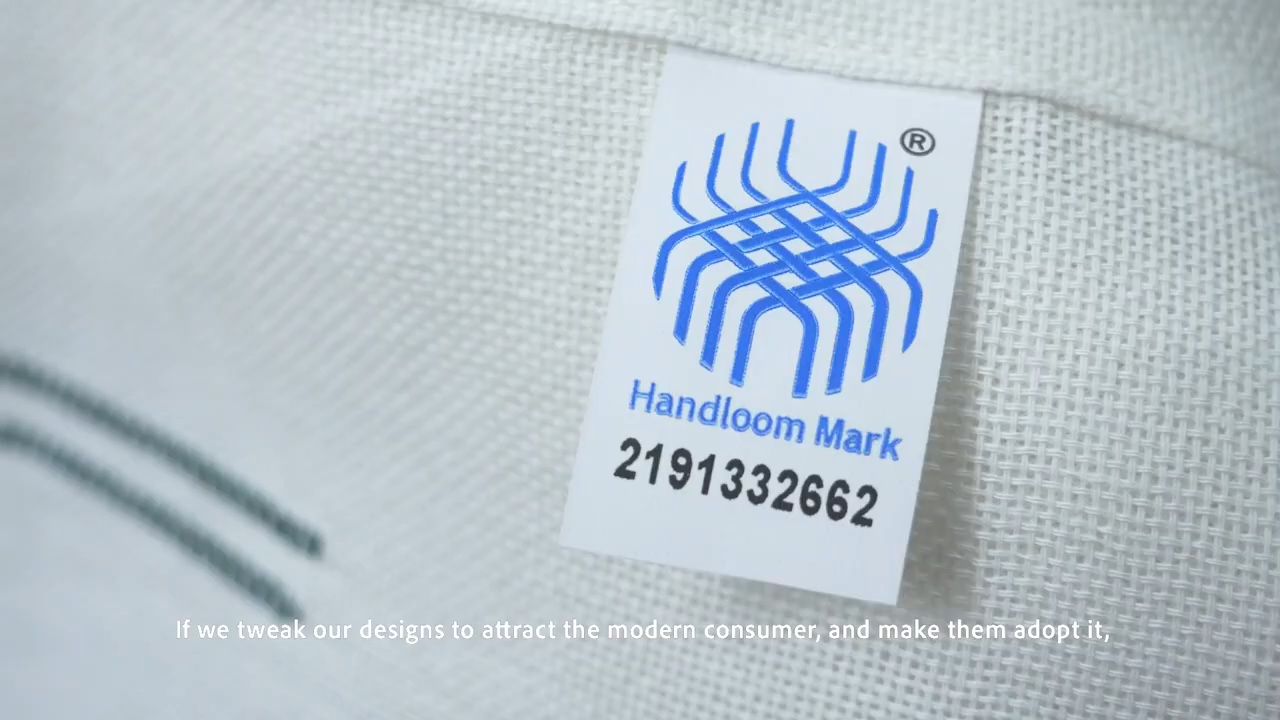 ®
Handloom Mark
2191332662
If we tweak our designs to attract the modern consumer, and make them adopt it,